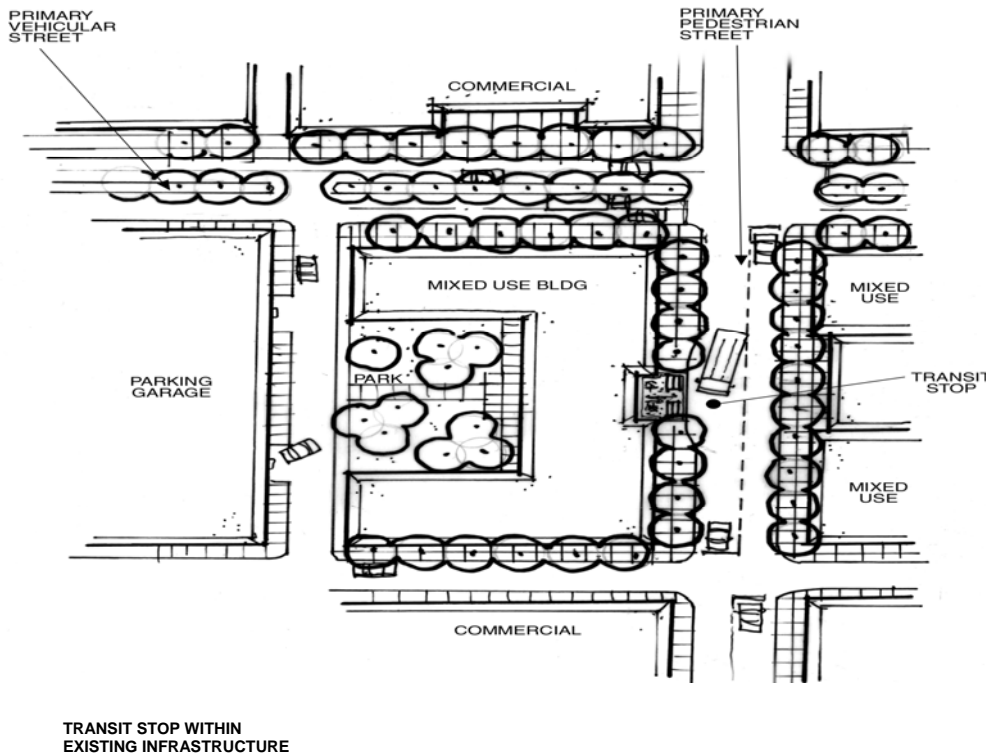 PRIMARY
VEHICULAR
STREET
PRIMARY
PEDESTRIAN
STREET
COMMERCIAL
MIXED USE BLDG
MIXED
USE
PARKING
GARAGE
PARK
TRANSIT
STOP
MIXED
USE
COMMERCIAL
TRANSIT STOP WITHIN
EXISTING INFRASTRUCTURE